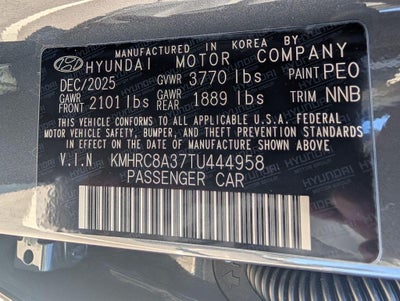 MANUFACTURED IN KOREA BY
HYUNDAI MOTOR COMPANY
DEC/2025 GVWR 3770 lbs PAINT PEO
GAWR FRONT 2101 lbs GAWR REAR 1889 lbs TRIM NNB
THIS VEHICLE CONFORMS TO ALL APPLICABLE U.S.A. FEDERAL
MOTOR VEHICLE SAFETY, BUMPER, AND THEFT PREVENTION STANDARDS
IN EFFECT ON THE DATE OF MANUFACTURE SHOWN ABOVE.
V.I.N KMHRC8A37TU444958
PASSENGER CAR